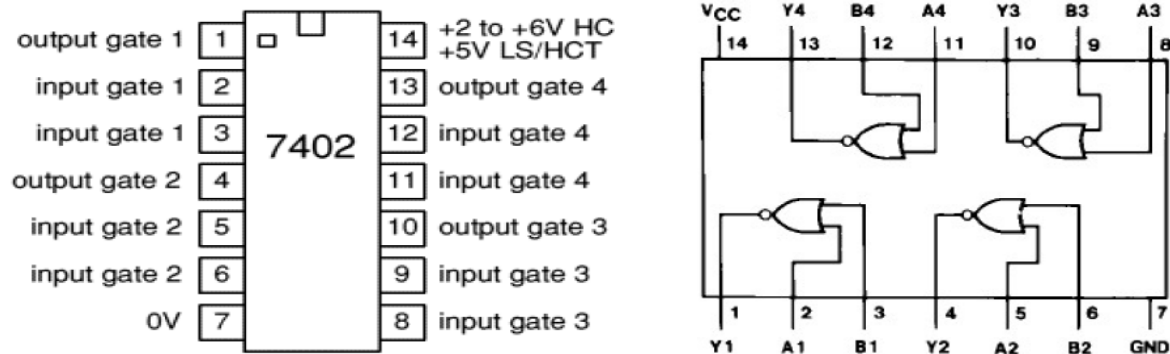 output gate 1 1 14 +2 to +6V HC
+5V LS/HCT
input gate 1 2 13 output gate 4
input gate 1 3 12 input gate 4
7402
output gate 2 4 11 input gate 4
input gate 2 5 10 output gate 3
input gate 2 6 9 input gate 3
0V 7 8 input gate 3
VCC Y4 B4 A4 Y3 B3 A3
14 13 12 11 10 9 8
1 2 3 4 5 6 7
Y1 A1 B1 Y2 A2 B2 GND